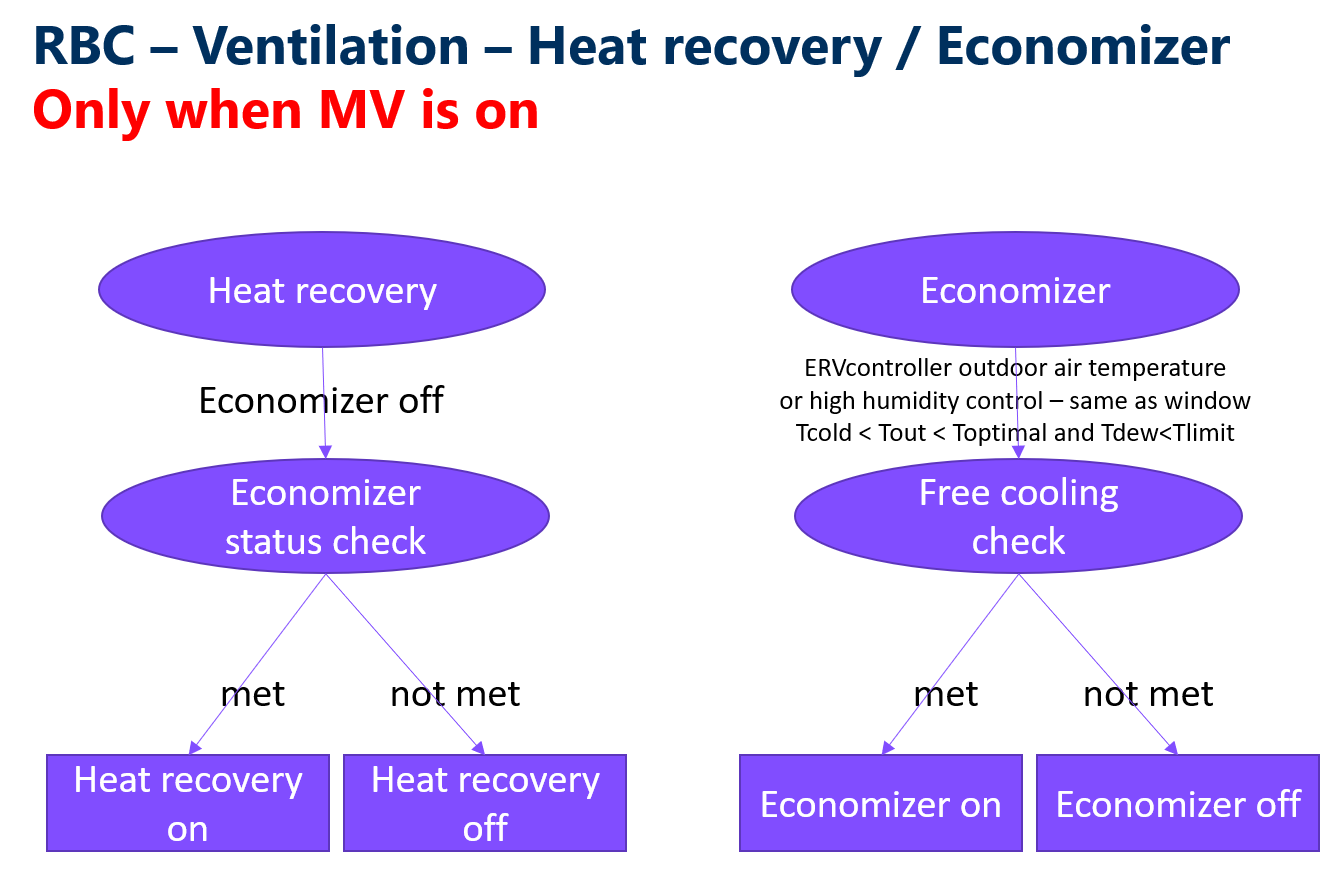 RBC – Ventilation – Heat recovery / Economizer
Only when MV is on
Heat recovery
Economizer off
Economizer
status check
met
not met
Heat recovery
on
Heat recovery
off
Economizer
ERVcontroller outdoor air temperature
or high humidity control – same as window
Tcold < Tout < Toptimal and Tdew<Tlimit
Free cooling
check
met
not met
Economizer on
Economizer off